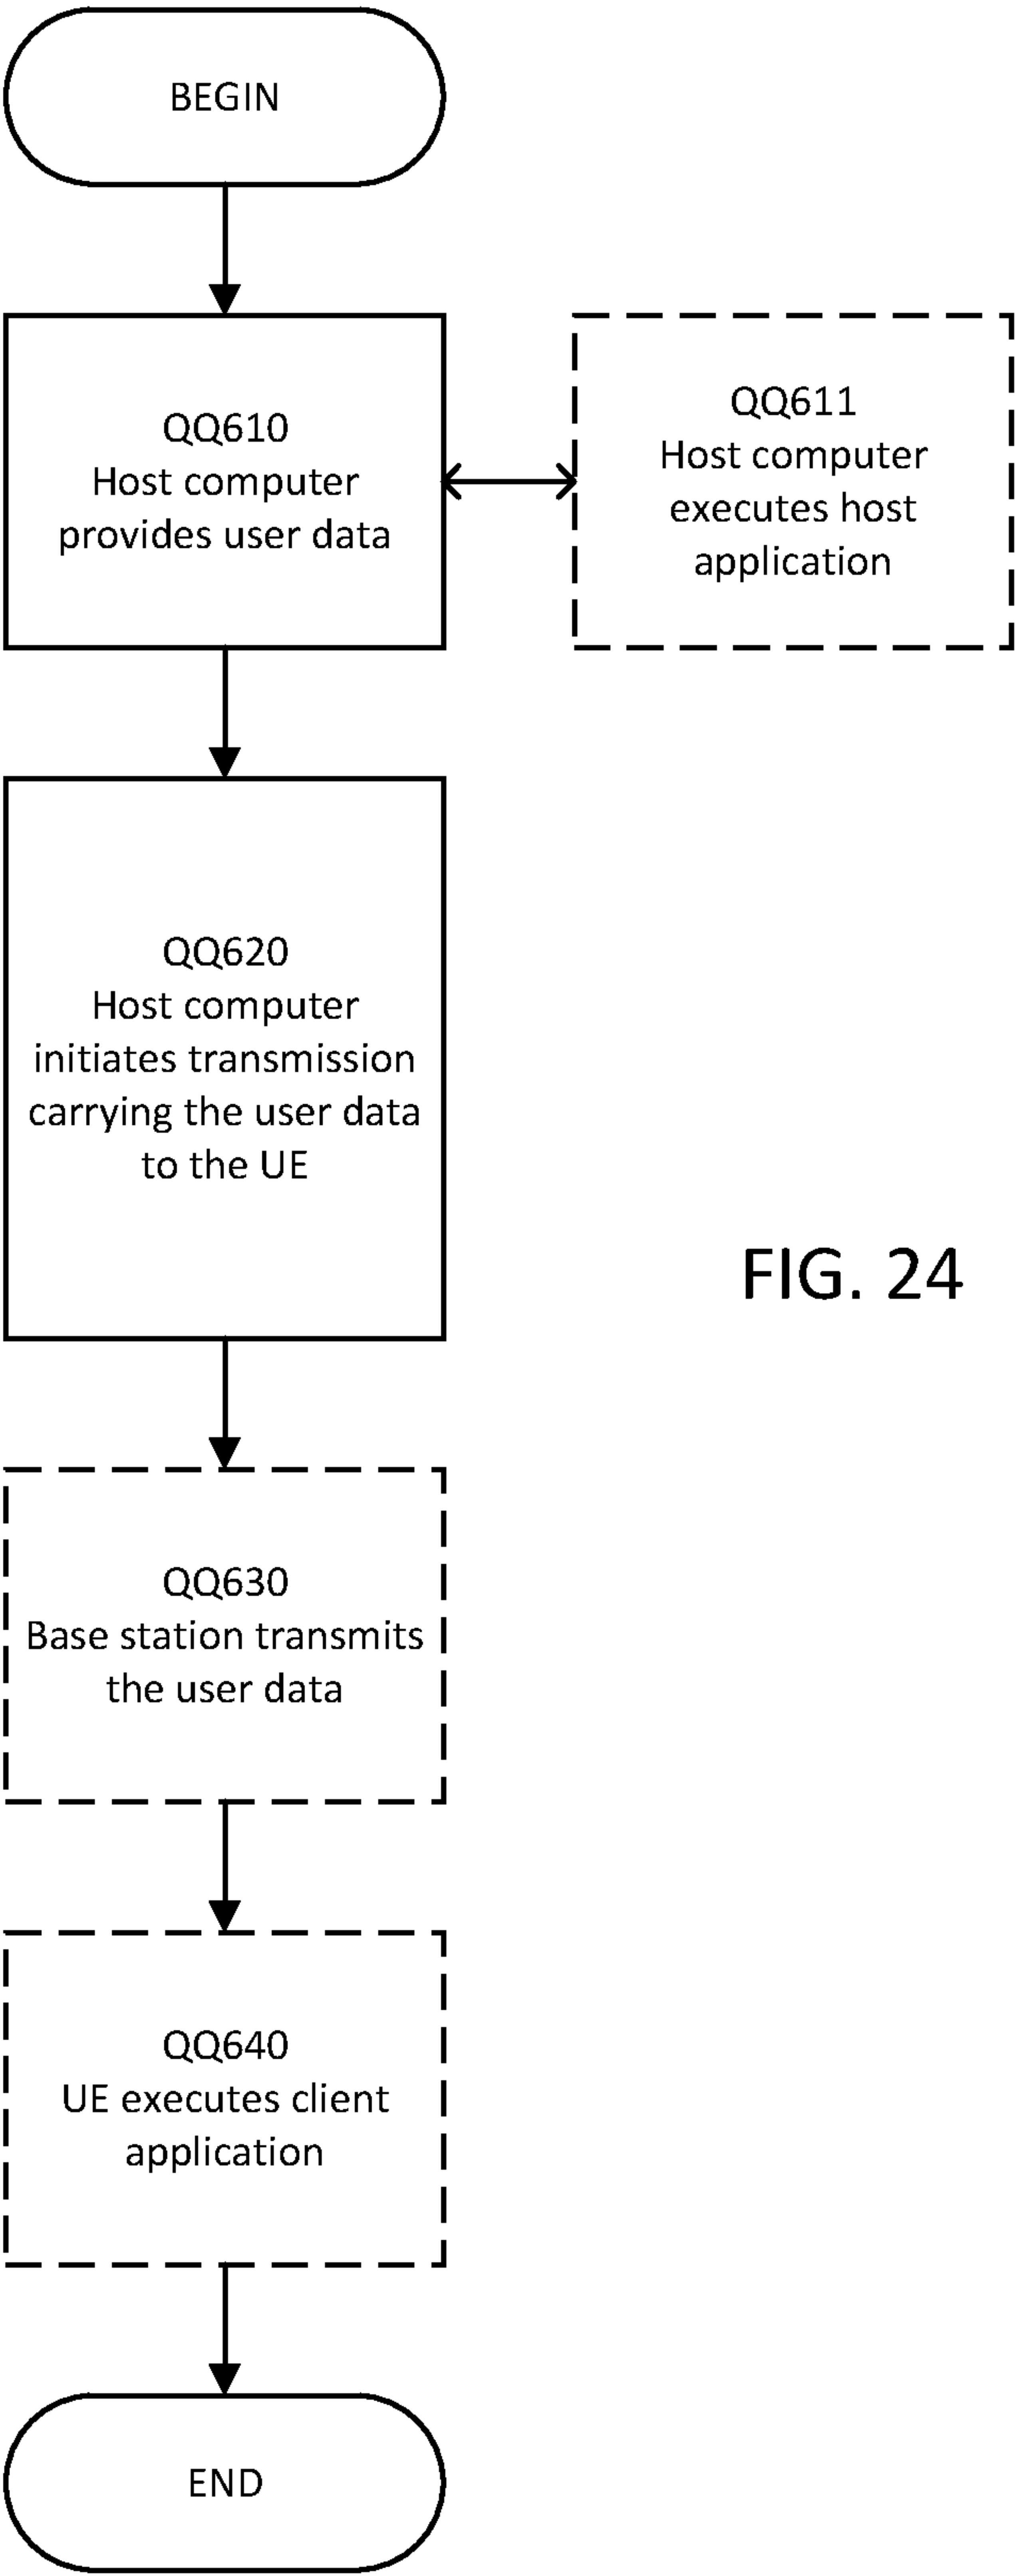 BEGIN
QQ610
Host computer
provides user data
QQ611
Host computer
executes host
application
QQ620
Host computer
initiates transmission
carrying the user data
to the UE
FIG. 24
QQ630
Base station transmits
the user data
QQ640
UE executes client
application
END